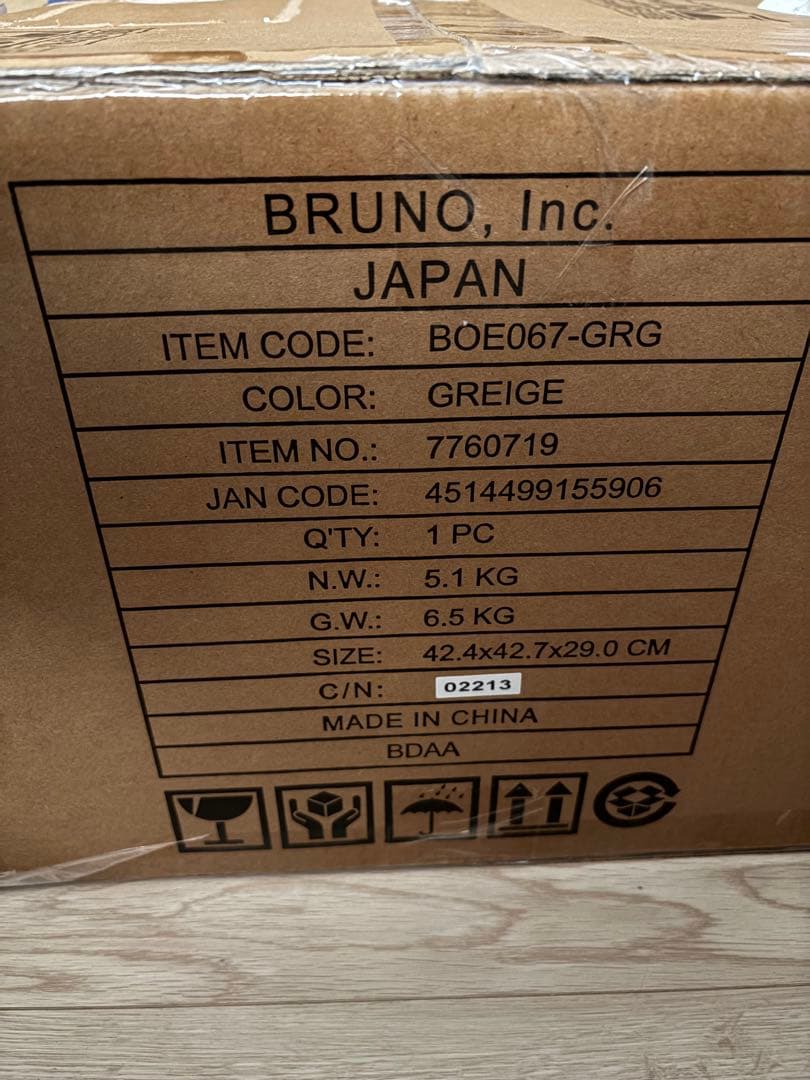 BRUNO, Inc.
JAPAN
ITEM CODE: BOE067-GRG
COLOR: GREIGE
ITEM NO.: 7760719
JAN CODE: 4514499155906
Q'TY: 1 PC
N.W.: 5.1 KG
G.W.: 6.5 KG
SIZE: 42.4x42.7x29.0 CM
C/N: 02213
MADE IN CHINA
BDAA